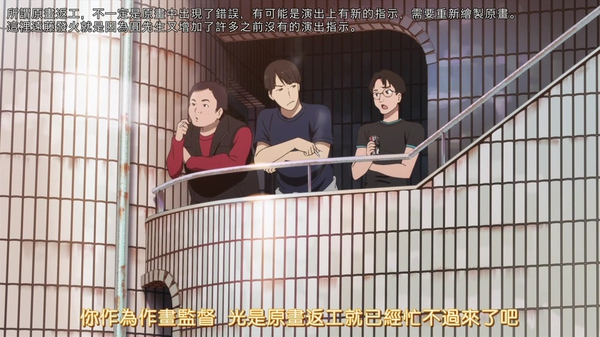 所謂原畫返工，不一定是原畫中出現了錯誤，有可能是演出上有新的指示，需要重新繪製原畫。
這裡遠藤發火就是因為圓先生又增加了許多之前沒有的演出指示。
你作為作畫監督 光是原畫返工就已經忙不過來了吧